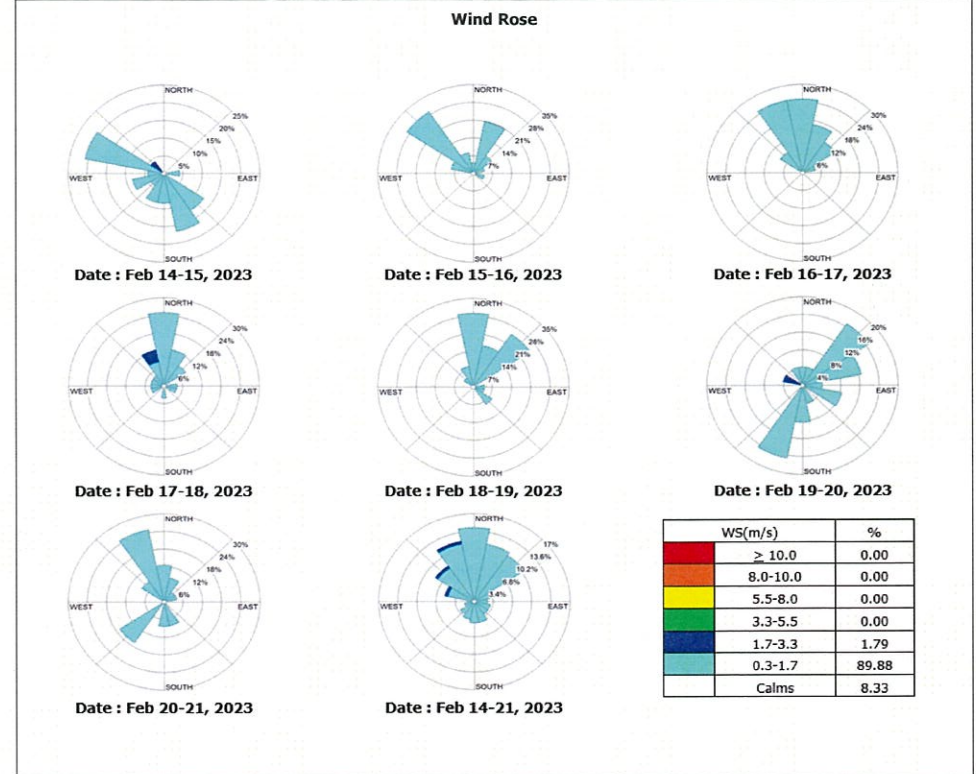 Wind Rose
NORTH
25%
20%
15%
10%
5%
WEST
EAST
SOUTH
Date : Feb 14-15, 2023
NORTH
35%
28%
21%
14%
7%
WEST
EAST
SOUTH
Date : Feb 15-16, 2023
NORTH
30%
24%
18%
12%
6%
WEST
EAST
SOUTH
Date : Feb 16-17, 2023
NORTH
30%
24%
18%
12%
6%
WEST
EAST
SOUTH
Date : Feb 17-18, 2023
NORTH
35%
28%
21%
14%
7%
WEST
EAST
SOUTH
Date : Feb 18-19, 2023
NORTH
20%
16%
12%
8%
4%
WEST
EAST
SOUTH
Date : Feb 19-20, 2023
NORTH
30%
24%
18%
12%
6%
WEST
EAST
SOUTH
Date : Feb 20-21, 2023
NORTH
17%
13.6%
10.2%
6.8%
3.4%
WEST
EAST
SOUTH
Date : Feb 14-21, 2023
WS(m/s) %
≥ 10.0 0.00
8.0-10.0 0.00
5.5-8.0 0.00
3.3-5.5 0.00
1.7-3.3 1.79
0.3-1.7 89.88
Calms 8.33